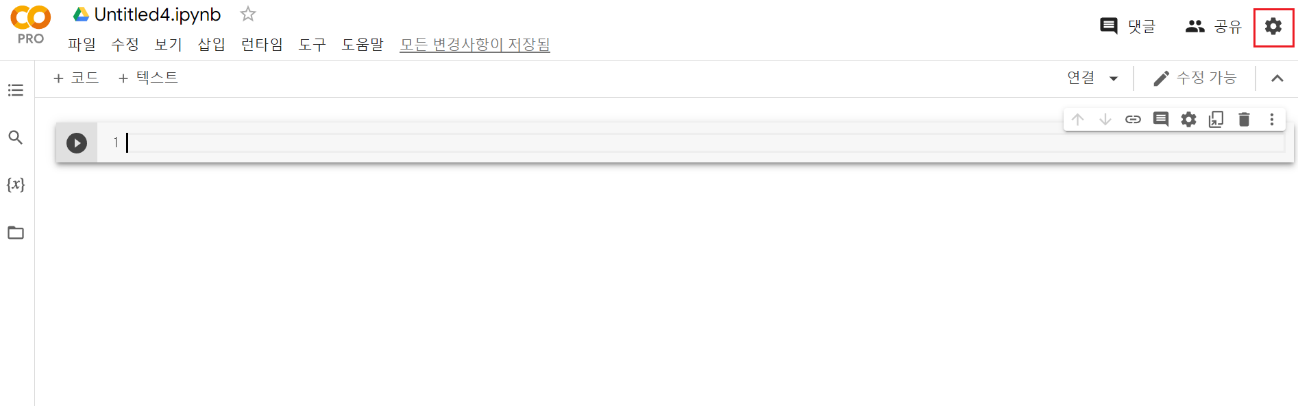 Untitled4.ipynb
PRO
파일 수정 보기 삽입 런타임 도구 도움말 모든 변경사항이 저장됨
댓글 공유
+ 코드 + 텍스트
연결 수정 가능
1
{x}